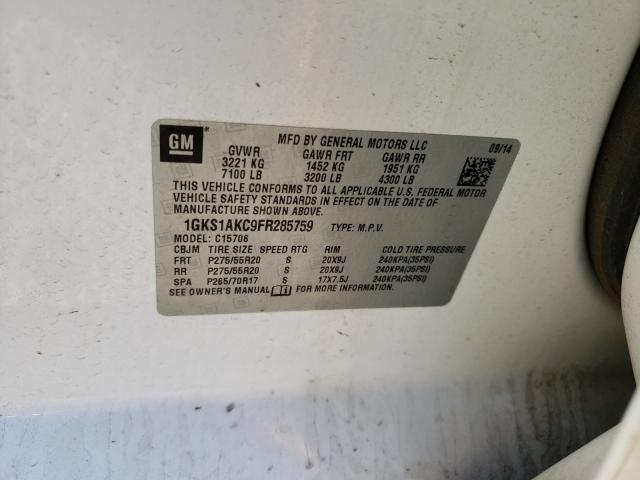 GM
MFD BY GENERAL MOTORS LLC 09/14
GVWR GAWR FRT GAWR RR
3221 KG 1452 KG 1951 KG
7100 LB 3200 LB 4300 LB
THIS VEHICLE CONFORMS TO ALL APPLICABLE U.S. FEDERAL MOTOR
VEHICLE SAFETY STANDARDS IN EFFECT ON THE DATE OF
MANUFACTURE SHOWN ABOVE.
1GKS1AKC9FR285759 TYPE: M.P.V.
MODEL: C15706
CBJM TIRE SIZE SPEED RTG RIM COLD TIRE PRESSURE
FRT P275/55R20 S 20X9J 240KPA(35PSI)
RR P275/55R20 S 20X9J 240KPA(35PSI)
SPA P265/70R17 S 17X7.5J 240KPA(35PSI)
SEE OWNER'S MANUAL FOR MORE INFORMATION.